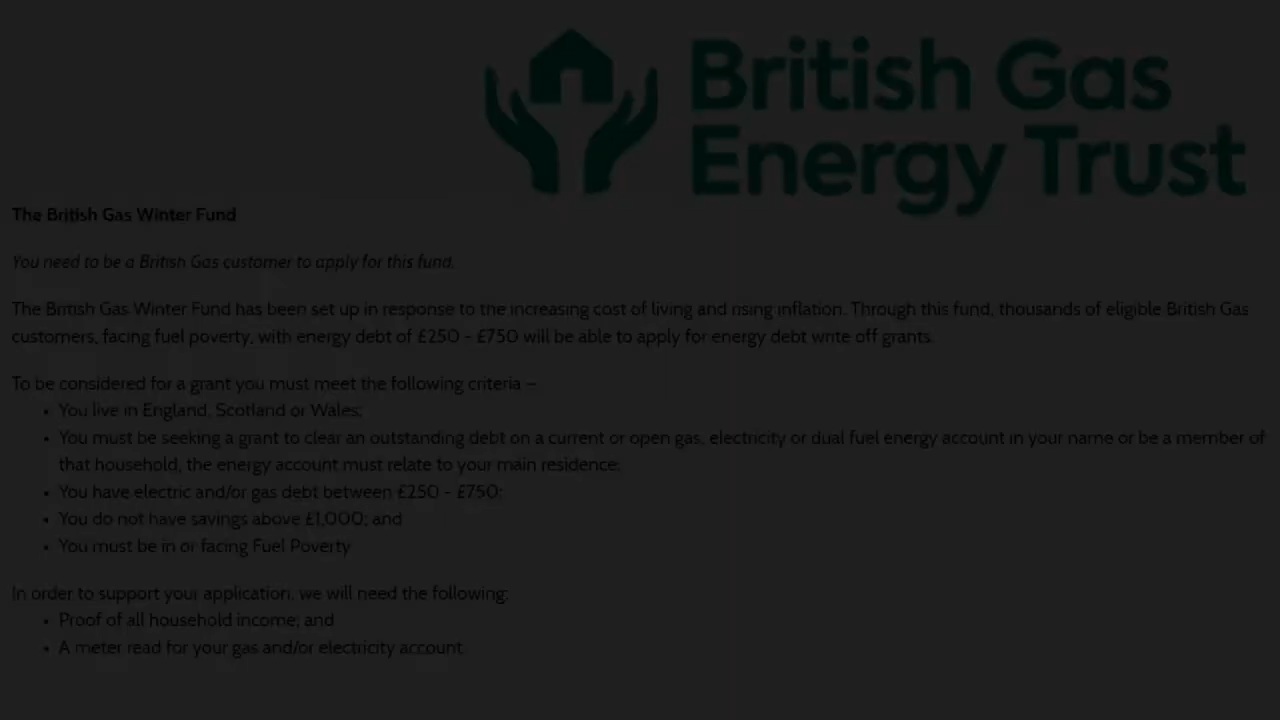 British Gas
Energy Trust
The British Gas Winter Fund
You need to be a British Gas customer to apply for this fund.
The British Gas Winter Fund has been set up in response to the increasing cost of living and rising inflation. Through this fund, thousands of eligible British Gas
customers, facing fuel poverty, with energy debt of £250 - £750 will be able to apply for energy debt write off grants.
To be considered for a grant you must meet the following criteria –
• You live in England, Scotland or Wales;
• You must be seeking a grant to clear an outstanding debt on a current or open gas, electricity or dual fuel energy account in your name or be a member of
that household, the energy account must relate to your main residence;
• You have electric and/or gas debt between £250 - £750;
• You do not have savings above £1,000; and
• You must be in or facing Fuel Poverty
In order to support your application, we will need the following:
• Proof of all household income; and
• A meter read for your gas and/or electricity account